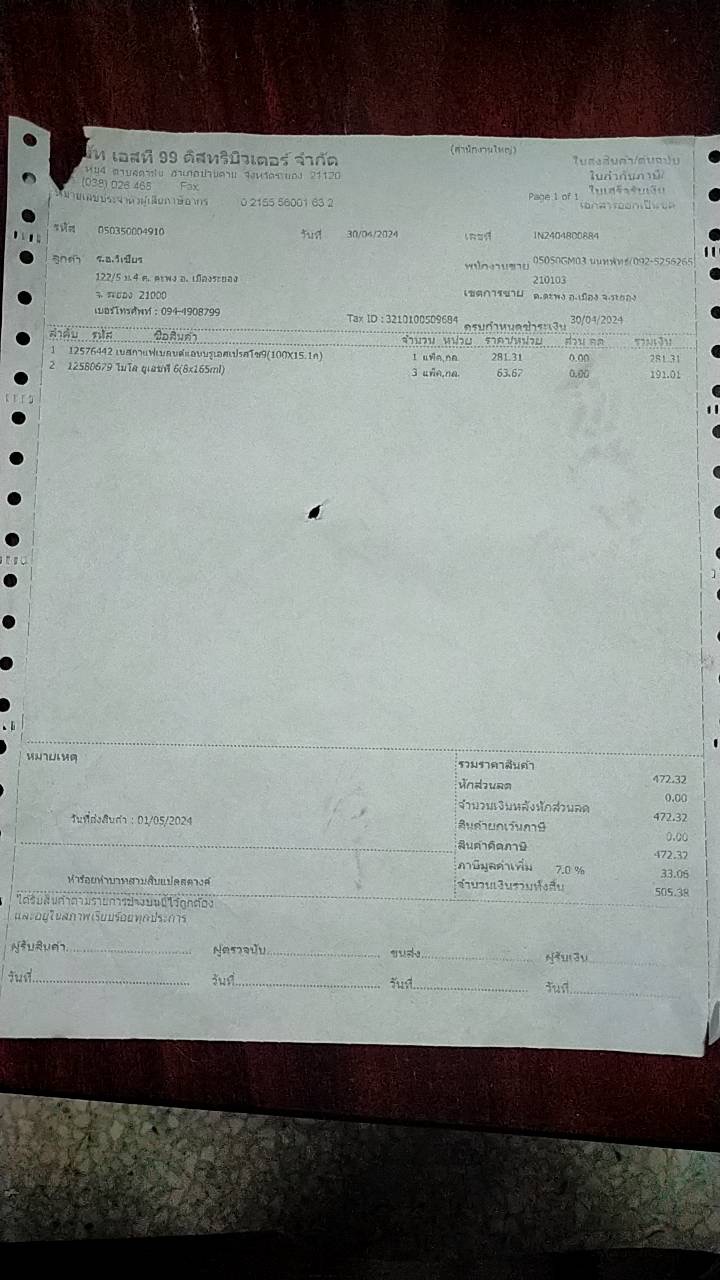 เอสที 99 ดิสทริบิวเตอร์ จำกัด
(สำนักงานใหญ่)
ใบส่งสินค้า/ต้นฉบับ
ใบกำกับภาษี/
ใบเสร็จรับเงิน
เอกสารออกเป็นชุด
จังหวัดระยอง 21120
(038) 026 465 Fax
หมายเลขประจำตัวผู้เสียภาษีอากร 0 2155 56001 63 2
Page 1 of 1
รหัส 050350004910 วันที่ 30/04/2024 เลขที่ IN2404800884
ลูกค้า ร.อ.วิเชียร
122/5 ม.4 ต. ตะพง อ. เมืองระยอง
จ. ระยอง 21000
เบอร์โทรศัพท์ : 094-4908799
พนักงานขาย 05050GM03 /092-5256265
210103
เขตการขาย ต.ตะพง อ.เมือง จ.ระยอง
Tax ID : 3210100509684 ครบกำหนดชำระเงิน 30/04/2024
ลำดับ รหัส ชื่อสินค้า จำนวน หน่วย ราคา/หน่วย ส่วนลด รวมเงิน
1 12576442 เนสกาแฟเบลนด์แอนบรูเอสเปรสโซ9(100X15.1ก) 1 แพ็ค,กล. 281.31 0.00 281.31
2 12580679 ไมโล ยูเอชที 6(8x165ml) 3 แพ็ค,กล. 63.67 0.00 191.01
หมายเหตุ
วันที่ส่งสินค้า : 01/05/2024
รวมราคาสินค้า 472.32
หักส่วนลด 0.00
จำนวนเงินหลังหักส่วนลด 472.32
สินค้ายกเว้นภาษี 0.00
สินค้าคิดภาษี 472.32
ภาษีมูลค่าเพิ่ม 7.0 % 33.06
จำนวนเงินรวมทั้งสิ้น 505.38
ห้าร้อยห้าบาทสามสิบแปดสตางค์
ได้รับสินค้าตามรายการข้างบนนี้ไว้ถูกต้อง
และอยู่ในสภาพเรียบร้อยทุกประการ
ผู้รับสินค้า ผู้ตรวจนับ ขนส่ง ผู้รับเงิน
วันที่ วันที่ วันที่ วันที่